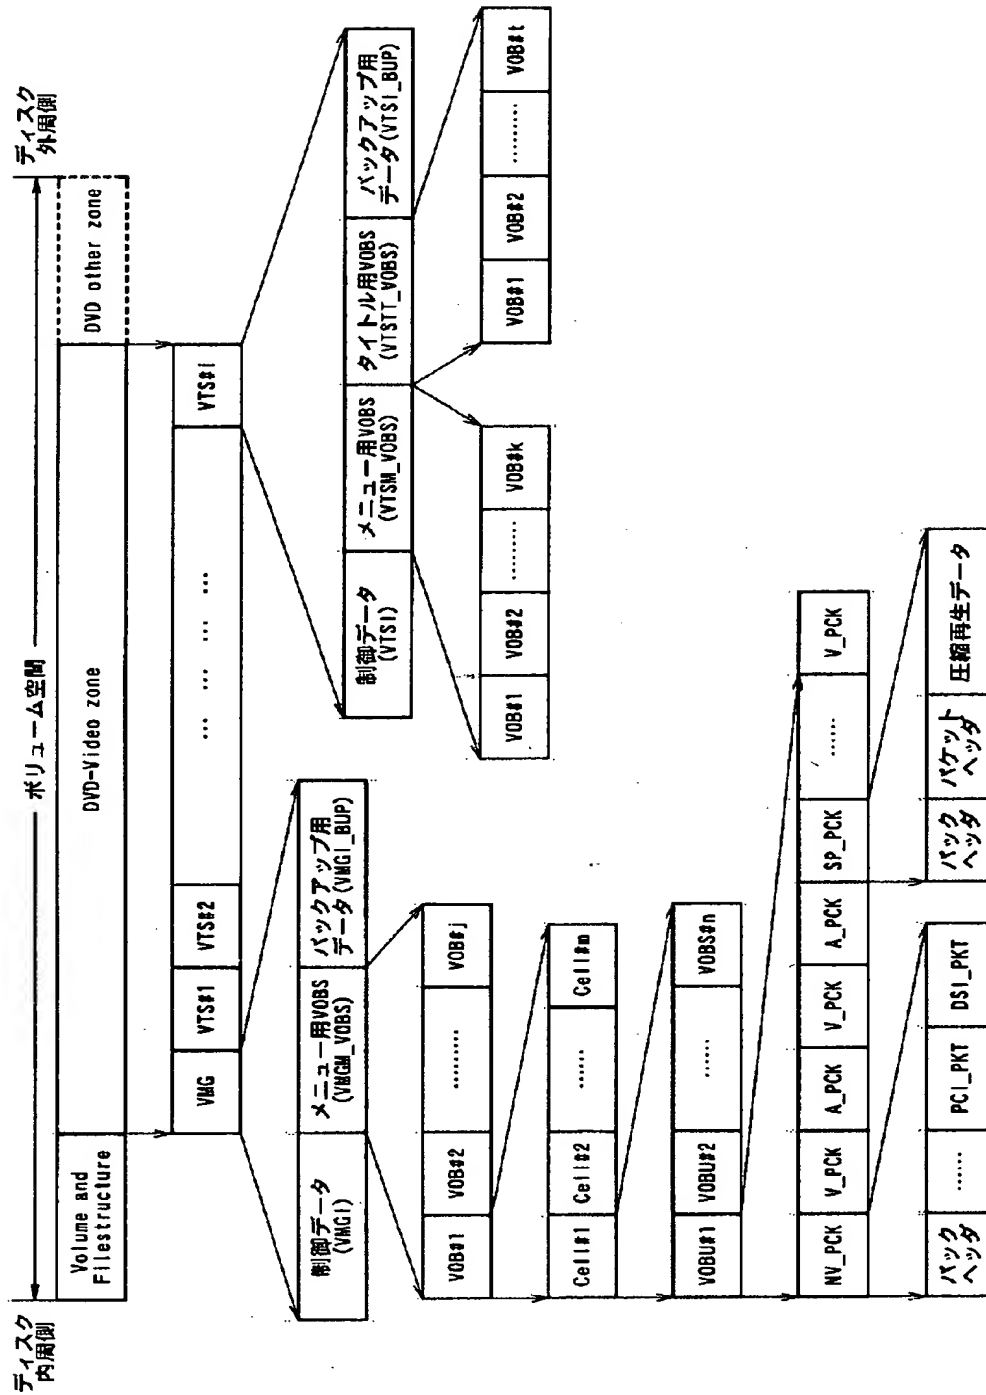 ディスク
内周側
ボリューム空間
ディスク
外周側
Volume and
Filestructure
DVD-Video zone
DVD other zone
VMG
VTS#1
VTS#2
... ... ... ...
VTS#i
制御データ
(VMGI)
メニュー用VOBS
(VMGM_VOBS)
バックアップ用
データ(VMGI_BUP)
制御データ
(VTSI)
メニュー用VOBS
(VTSM_VOBS)
タイトル用VOBS
(VTSTT_VOBS)
バックアップ用
データ(VTSI_BUP)
VOB#1
VOB#2
.........
VOB#j
VOB#1
VOB#2
.........
VOB#k
VOB#1
VOB#2
.........
VOB#t
Cell#1
Cell#2
......
Cell#m
VOBU#1
VOBU#2
......
VOBS#n
NV_PCK
V_PCK
A_PCK
V_PCK
A_PCK
SP_PCK
......
V_PCK
パック
ヘッダ
......
PCI_PKT
DSI_PKT
パック
ヘッダ
パケット
ヘッダ
圧縮再生データ